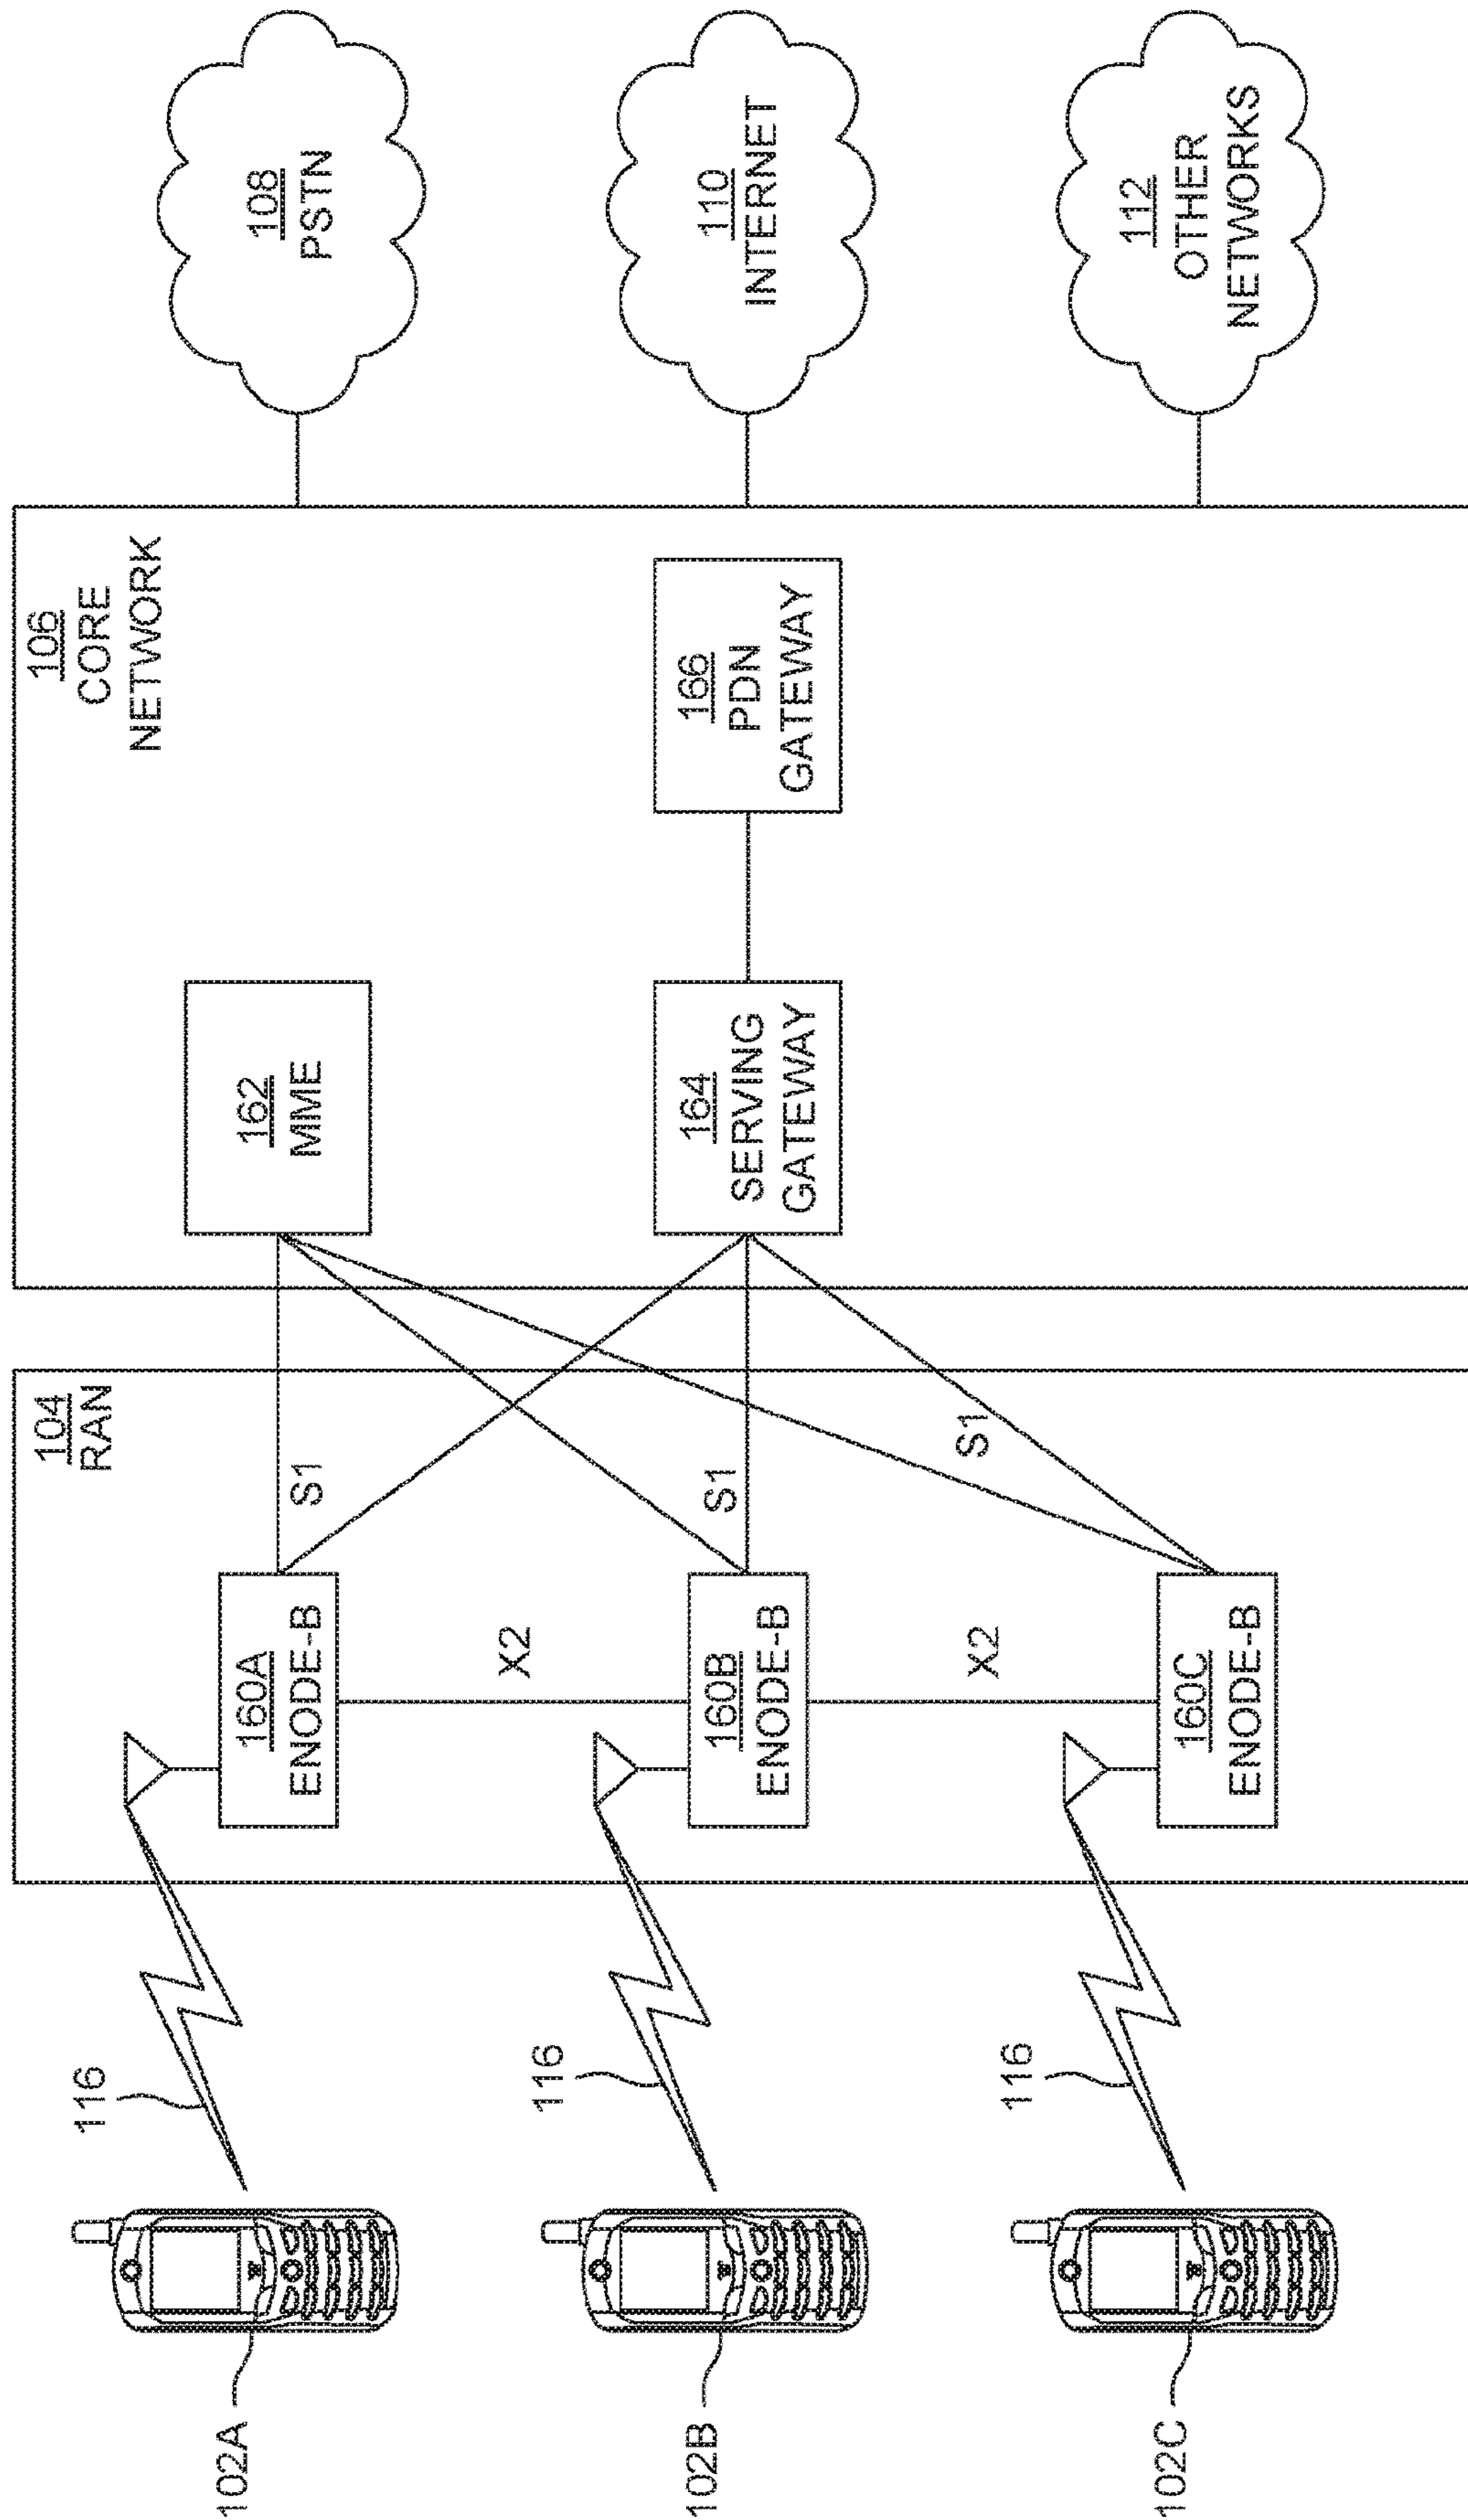 102A
116
102B
116
102C
116
104
RAN
160A
ENODE-B
X2
160B
ENODE-B
X2
160C
ENODE-B
S1
S1
S1
106
CORE
NETWORK
162
MME
164
SERVING
GATEWAY
166
PDN
GATEWAY
108
PSTN
110
INTERNET
112
OTHER
NETWORKS